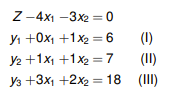 Z −4x₁ −3x₂ = 0
y₁ +0x₁ +1x₂ = 6 (I)
y₂ +1x₁ +1x₂ = 7 (II)
y₃ +3x₁ +2x₂ = 18 (III)